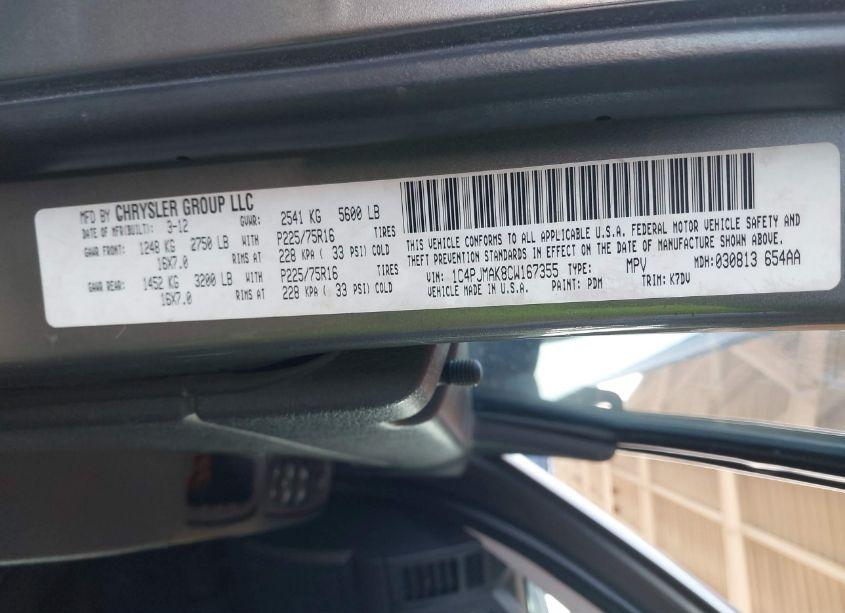 MFD BY CHRYSLER GROUP LLC
DATE OF MFR(BUILT): 3-12 GVWR: 2541 KG 5600 LB
GAWR FRONT: 1248 KG 2750 LB WITH P225/75R16 TIRES
16X7.0 RIMS AT 228 KPA ( 33 PSI) COLD
GAWR REAR: 1452 KG 3200 LB WITH P225/75R16 TIRES
16X7.0 RIMS AT 228 KPA ( 33 PSI) COLD
THIS VEHICLE CONFORMS TO ALL APPLICABLE U.S.A. FEDERAL MOTOR VEHICLE SAFETY AND
THEFT PREVENTION STANDARDS IN EFFECT ON THE DATE OF MANUFACTURE SHOWN ABOVE.
VIN: 1C4PJMAK8CW167355 TYPE: MPV MDH: 030813 654AA
VEHICLE MADE IN U.S.A. PAINT: PDM TRIM: K7DV